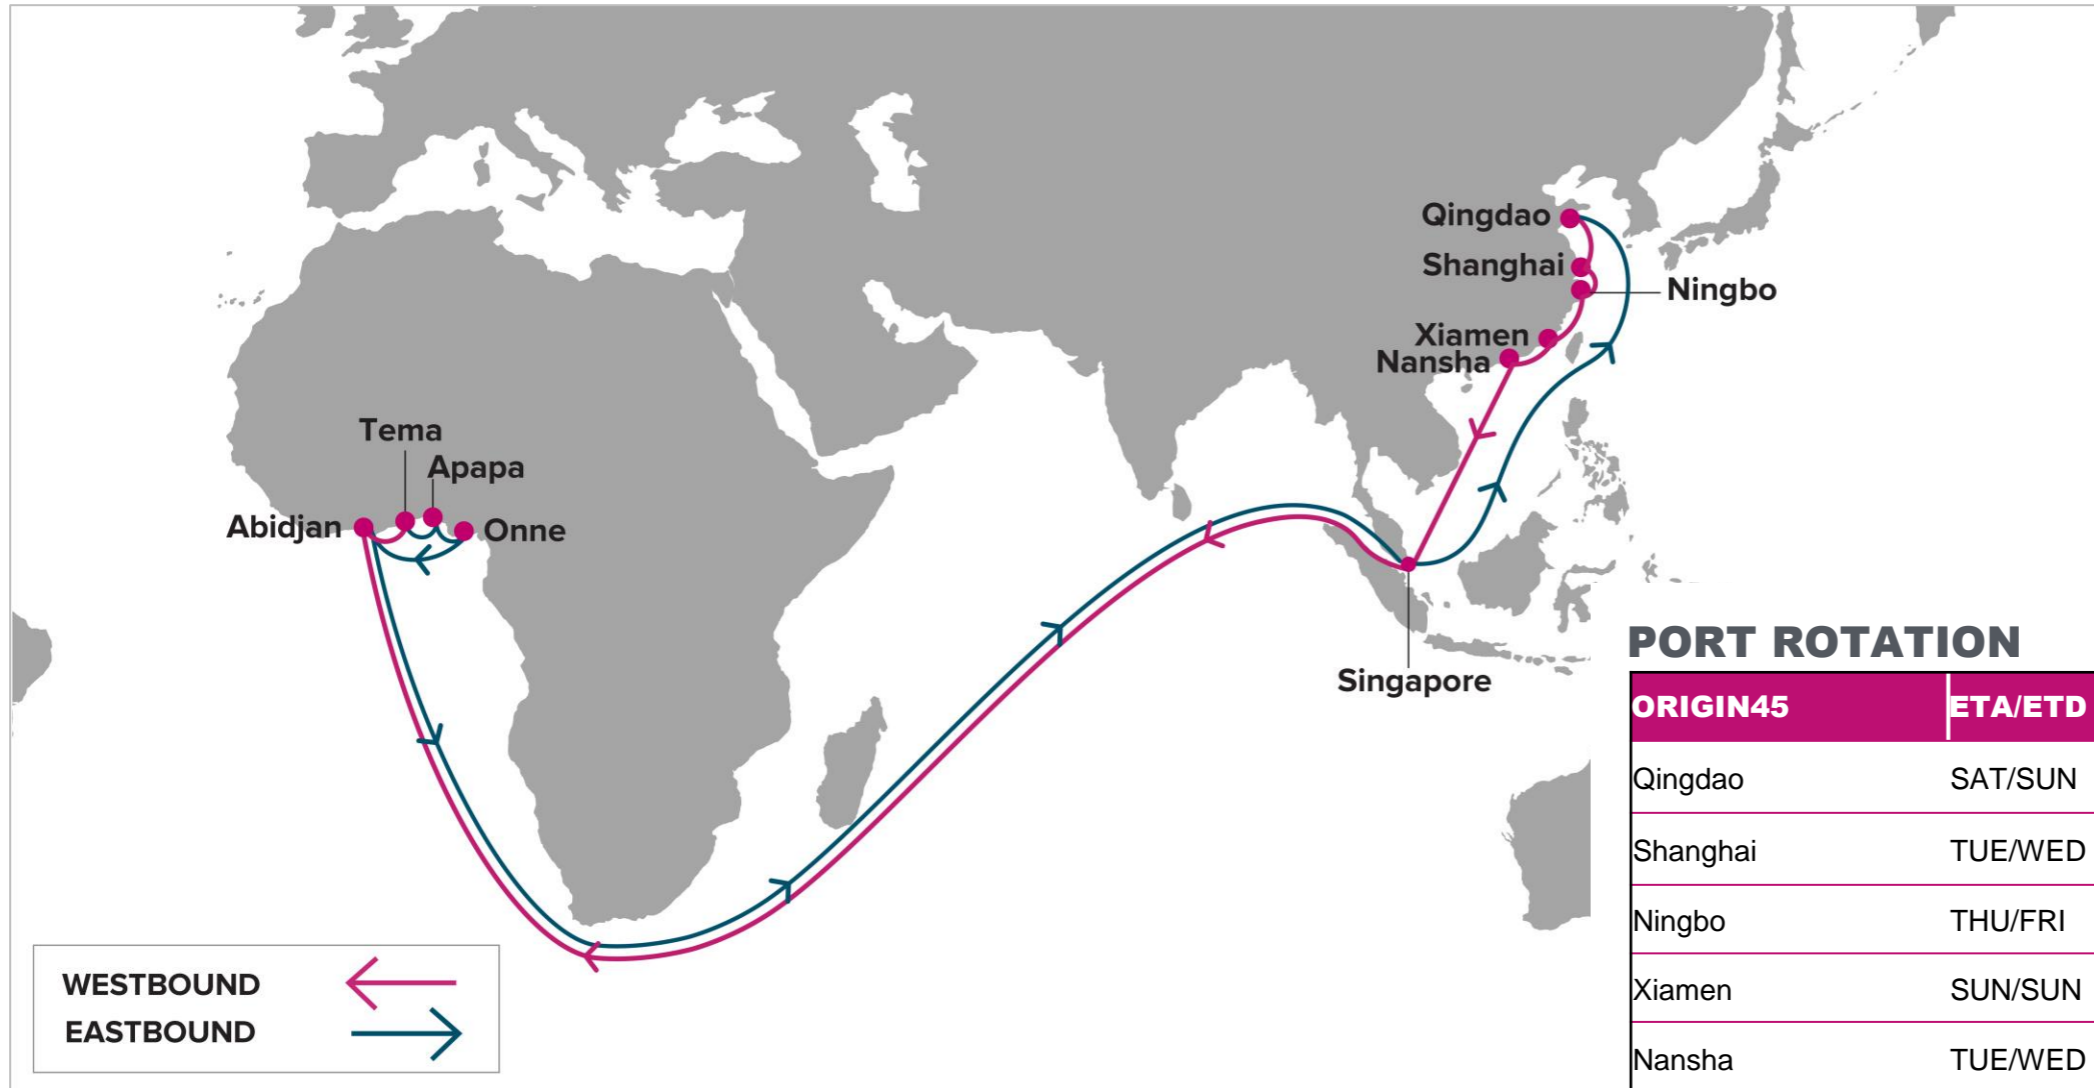 Qingdao
Shanghai
Ningbo
Xiamen
Nansha
Tema
Apapa
Abidjan
Onne
Singapore
WESTBOUND
EASTBOUND
PORT ROTATION
ORIGIN45 ETA/ETD
Qingdao SAT/SUN
Shanghai TUE/WED
Ningbo THU/FRI
Xiamen SUN/SUN
Nansha TUE/WED